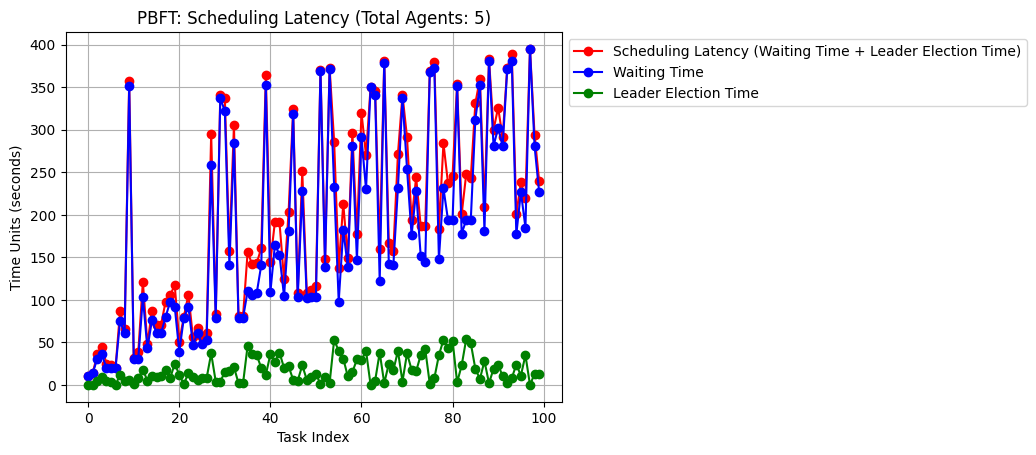 PBFT: Scheduling Latency (Total Agents: 5)
Scheduling Latency (Waiting Time + Leader Election Time)
Waiting Time
Leader Election Time
Time Units (seconds)
400
350
300
250
200
150
100
50
0
0 20 40 60 80 100
Task Index